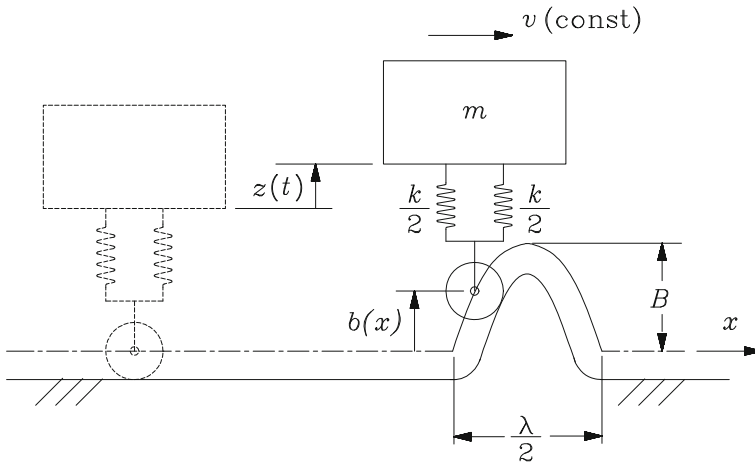 v (const)
m
z(t)
k/2
k/2
b(x)
B
x
λ/2